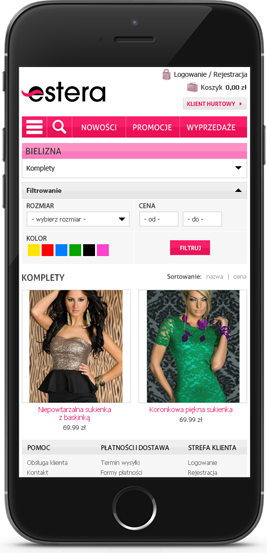 Logowanie / Rejestracja
estera
Koszyk 0,00 zł
KLIENT HURTOWY
NOWOŚCI PROMOCJE WYPRZEDAŻE
BIELIZNA
Komplety
Filtrowanie
ROZMIAR CENA
- wybierz rozmiar - - od - - do -
KOLOR
FILTRUJ
KOMPLETY Sortowanie: nazwa | cena
Niepowtarzalna sukienka z baskinką
69.99 zł
Koronkowa piękna sukienka
69.99 zł
POMOC PŁATNOŚCI I DOSTAWA STREFA KLIENTA
Obsługa klienta Termin wysyłki Logowanie
Kontakt Formy płatności Rejestracja